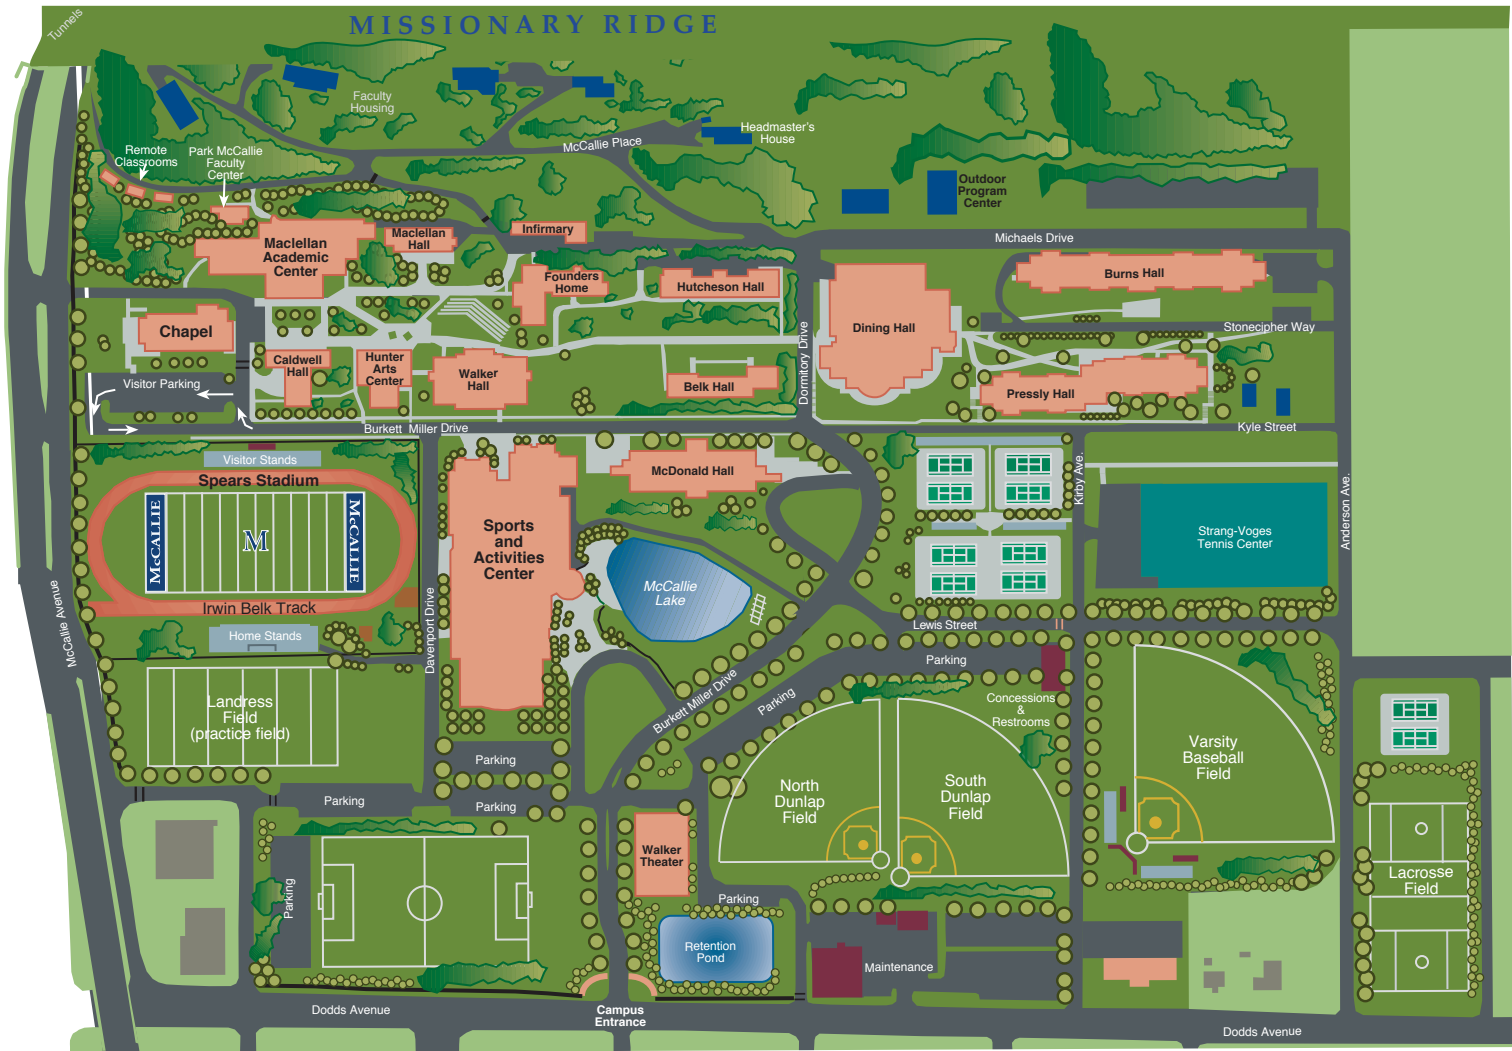 Tunnels
MISSIONARY RIDGE
Faculty
Housing
Headmaster's
House
McCallie Place
Remote
Classrooms
Park McCallie
Faculty
Center
Outdoor
Program
Center
Maclellan
Academic
Center
Maclellan
Hall
Infirmary
Michaels Drive
Founders
Home
Hutcheson Hall
Burns Hall
Chapel
Dining Hall
Stonecipher Way
Caldwell
Hall
Hunter
Arts
Center
Walker
Hall
Belk Hall
Dormitory Drive
Pressly Hall
Visitor Parking
Burkett Miller Drive
Kyle Street
Visitor Stands
Spears Stadium
McCALLIE
M
McCALLIE
Irwin Belk Track
Home Stands
McCallie Avenue
Davenport Drive
Sports
and
Activities
Center
McDonald Hall
McCallie
Lake
Kirby Ave.
Strang-Voges
Tennis Center
Anderson Ave.
Lewis Street
Landress
Field
(practice field)
Burkett Miller Drive
Parking
Parking
Concessions
&
Restrooms
Parking
Parking
Parking
North
Dunlap
Field
South
Dunlap
Field
Varsity
Baseball
Field
Walker
Theater
Parking
Parking
Lacrosse
Field
Retention
Pond
Maintenance
Dodds Avenue
Campus
Entrance
Dodds Avenue